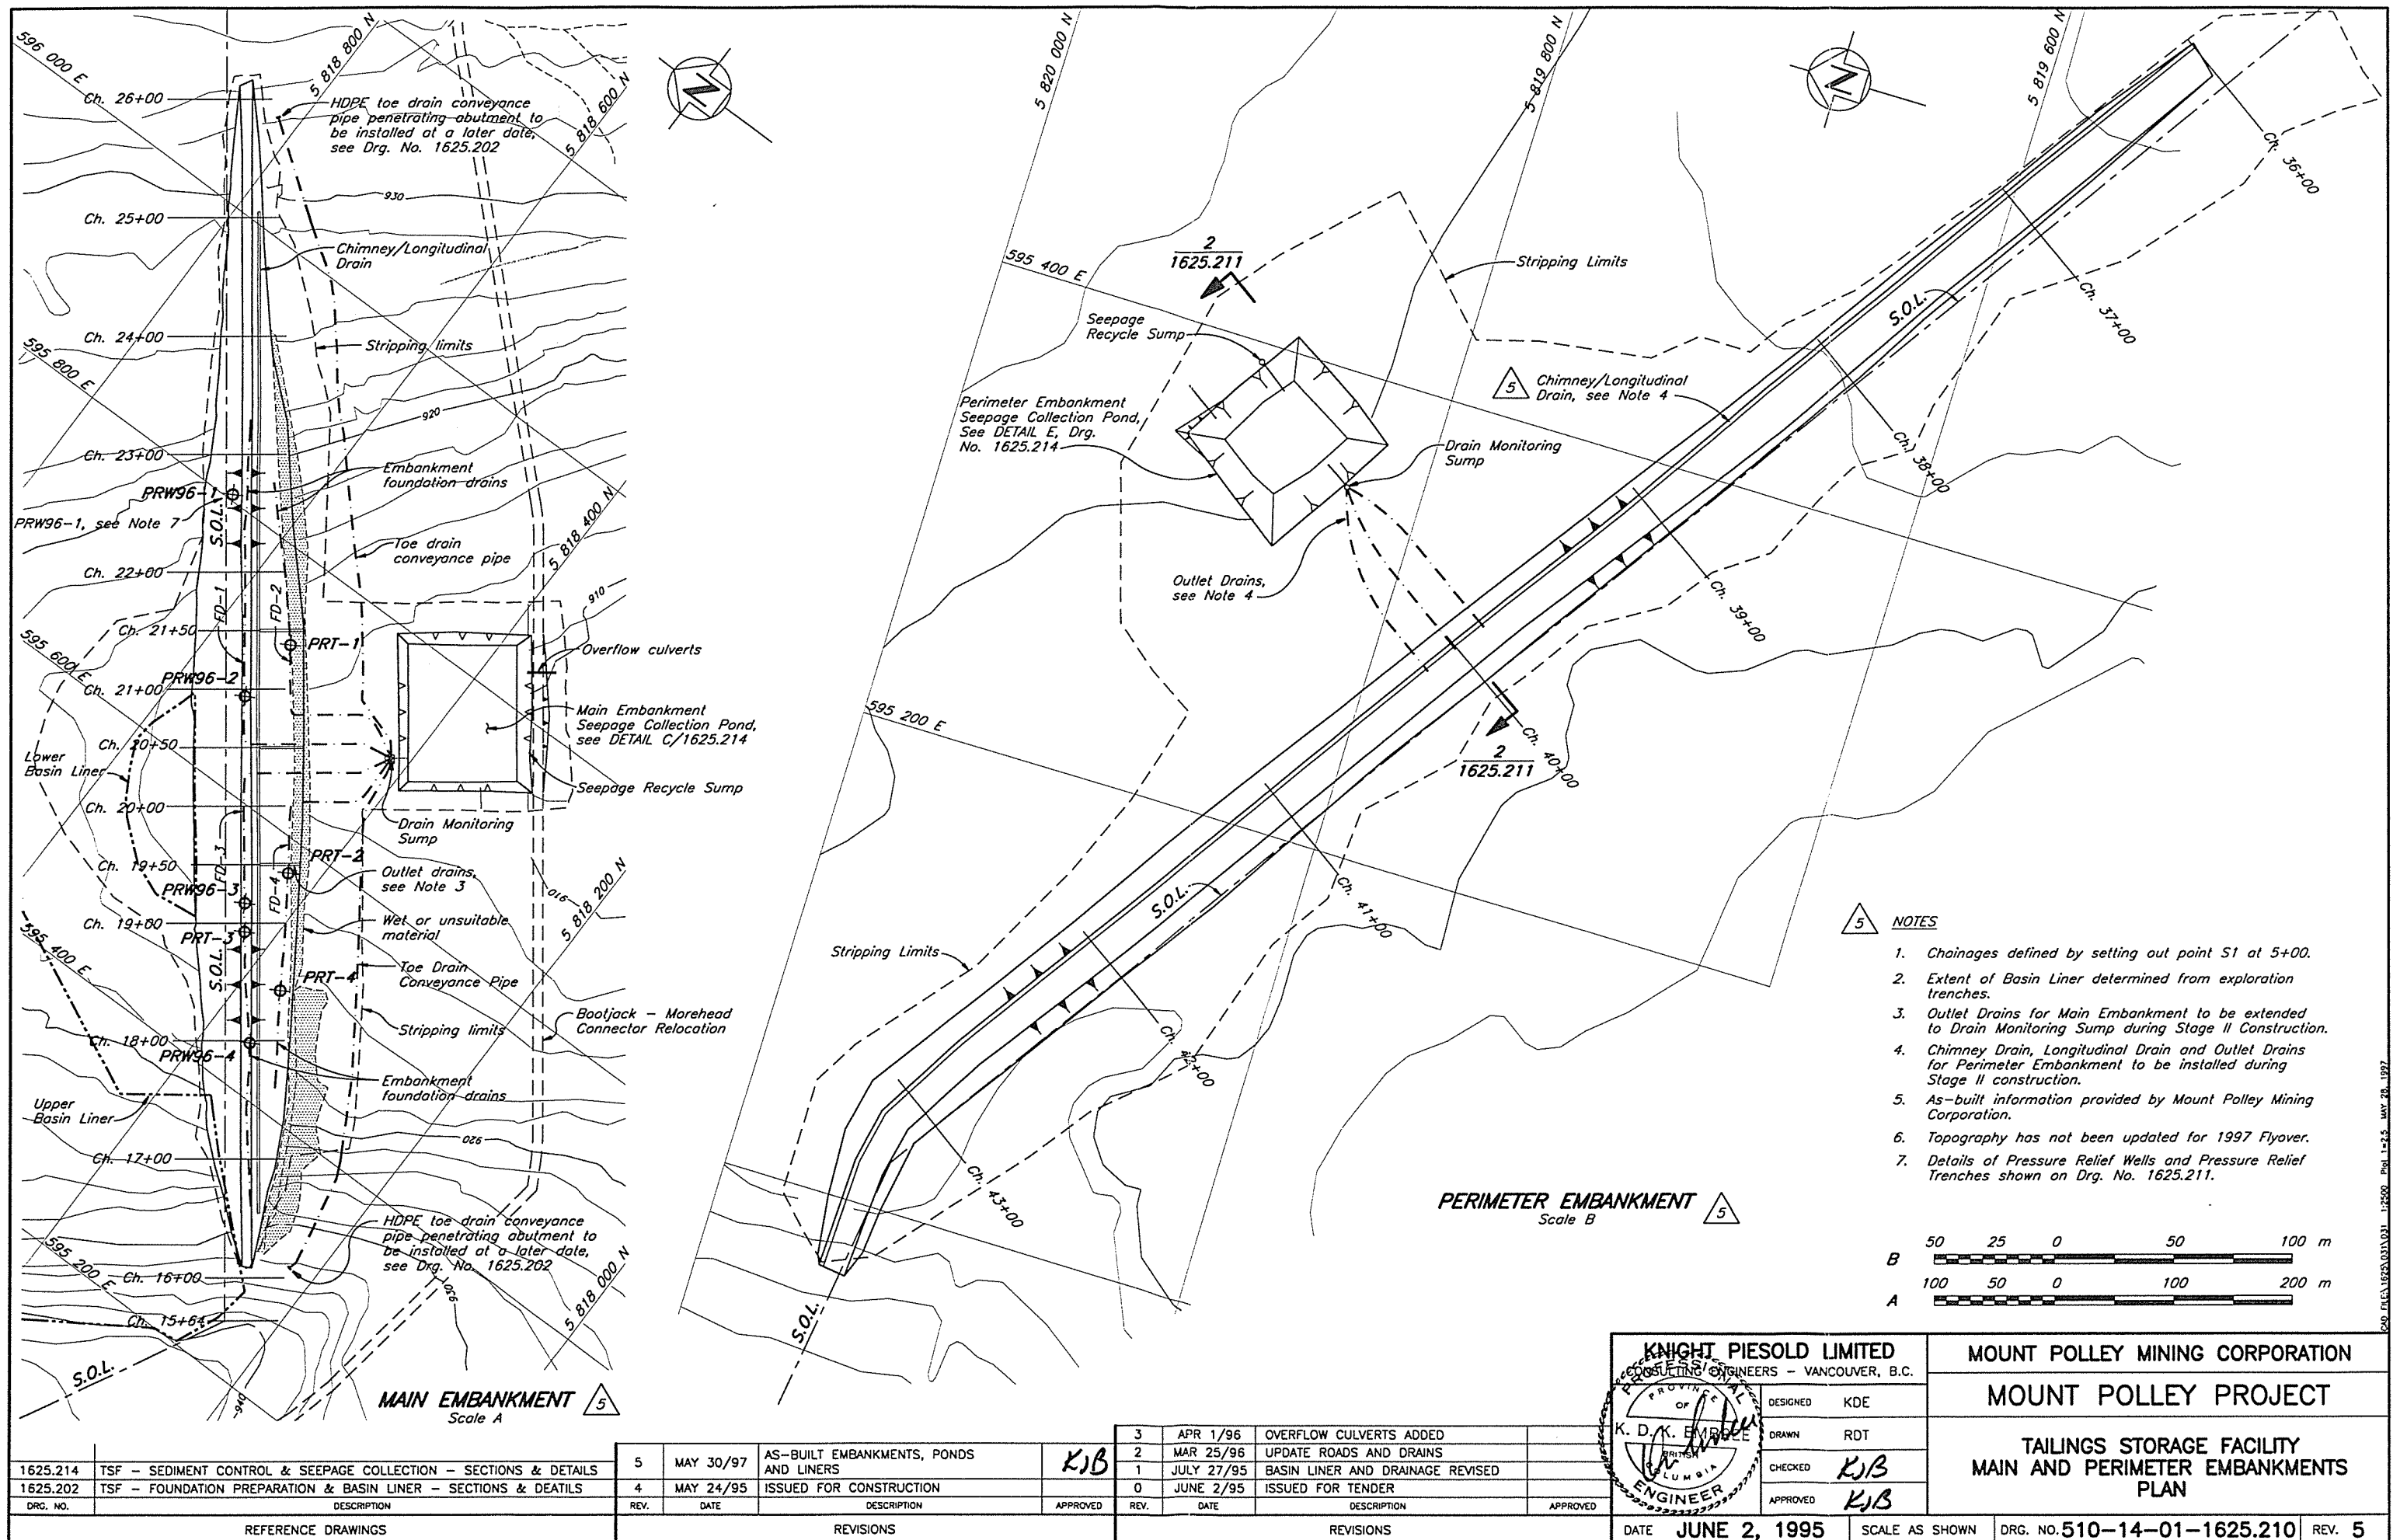 596 000 E
5 818 800 N
5 818 600 N
Ch. 26+00
HDPE toe drain conveyance
pipe penetrating abutment to
be installed at a later date,
see Drg. No. 1625.202
930
Ch. 25+00
Chimney/Longitudinal
Drain
Ch. 24+00
Stripping limits
595 800 E
920
Ch. 23+00
Embankment
foundation drains
PRW96-1
PRW96-1, see Note 7
S.O.L.
5 818 400 N
Toe drain
conveyance pipe
Ch. 22+00
FD-1
FD-2
910
Ch. 21+50
PRT-1
595 600 E
Overflow culverts
PRW96-2
Ch. 21+00
Main Embankment
Seepage Collection Pond,
see DETAIL C/1625.214
Ch. 20+50
Lower
Basin Liner
Seepage Recycle Sump
Ch. 20+00
Drain Monitoring
Sump
FD-3
PRT-2
Ch. 19+50
Outlet drains,
see Note 3
PRW96-3
FD-4
910
5 818 200 N
Wet or unsuitable
material
Ch. 19+00
PRT-3
595 400 E
S.O.L.
PRT-4
Toe Drain
Conveyance Pipe
Bootjack – Morehead
Connector Relocation
Stripping limits
Ch. 18+00
PRW96-4
Embankment
foundation drains
Upper
Basin Liner
920
Ch. 17+00
HDPE toe drain conveyance
pipe penetrating abutment to
be installed at a later date,
see Drg. No. 1625.202
595 200 E
Ch. 16+00
930
5 818 000 N
Ch. 15+64
S.O.L.
940
MAIN EMBANKMENT 5
Scale A
N
N
5 820 000 N
5 819 800 N
5 819 600 N
Ch. 36+00
2
1625.211
595 400 E
Stripping Limits
Ch. 37+00
S.O.L.
Seepage
Recycle Sump
5 Chimney/Longitudinal
Drain, see Note 4
Perimeter Embankment
Seepage Collection Pond,
See DETAIL E, Drg.
No. 1625.214
Drain Monitoring
Sump
Ch. 38+00
Outlet Drains,
see Note 4
Ch. 39+00
595 200 E
2
1625.211
Ch. 40+00
S.O.L.
Ch. 41+00
Stripping Limits
Ch. 42+00
Ch. 43+00
S.O.L.
PERIMETER EMBANKMENT 5
Scale B
5 NOTES
1. Chainages defined by setting out point S1 at 5+00.
2. Extent of Basin Liner determined from exploration
trenches.
3. Outlet Drains for Main Embankment to be extended
to Drain Monitoring Sump during Stage II Construction.
4. Chimney Drain, Longitudinal Drain and Outlet Drains
for Perimeter Embankment to be installed during
Stage II construction.
5. As-built information provided by Mount Polley Mining
Corporation.
6. Topography has not been updated for 1997 Flyover.
7. Details of Pressure Relief Wells and Pressure Relief
Trenches shown on Drg. No. 1625.211.
50 25 0 50 100 m
B
100 50 0 100 200 m
A
CAD FILE:\1625\031\031 1:2500 Plot 1=2.5 MAY 28, 1997
1625.214 TSF – SEDIMENT CONTROL & SEEPAGE COLLECTION – SECTIONS & DETAILS
1625.202 TSF – FOUNDATION PREPARATION & BASIN LINER – SECTIONS & DEATILS
DRG. NO. DESCRIPTION
REFERENCE DRAWINGS
5 MAY 30/97 AS-BUILT EMBANKMENTS, PONDS
AND LINERS KJB
4 MAY 24/95 ISSUED FOR CONSTRUCTION
REV. DATE DESCRIPTION APPROVED
REVISIONS
3 APR 1/96 OVERFLOW CULVERTS ADDED
2 MAR 25/96 UPDATE ROADS AND DRAINS
1 JULY 27/95 BASIN LINER AND DRAINAGE REVISED
0 JUNE 2/95 ISSUED FOR TENDER
REV. DATE DESCRIPTION APPROVED
REVISIONS
KNIGHT PIESOLD LIMITED
CONSULTING ENGINEERS – VANCOUVER, B.C.
PROFESSIONAL
PROVINCE
OF
K. D. K. EMBREE
BRITISH
COLUMBIA
ENGINEER
DESIGNED KDE
DRAWN RDT
CHECKED KJB
APPROVED KJB
MOUNT POLLEY MINING CORPORATION
MOUNT POLLEY PROJECT
TAILINGS STORAGE FACILITY
MAIN AND PERIMETER EMBANKMENTS
PLAN
DATE JUNE 2, 1995 SCALE AS SHOWN DRG. NO. 510-14-01-1625.210 REV. 5